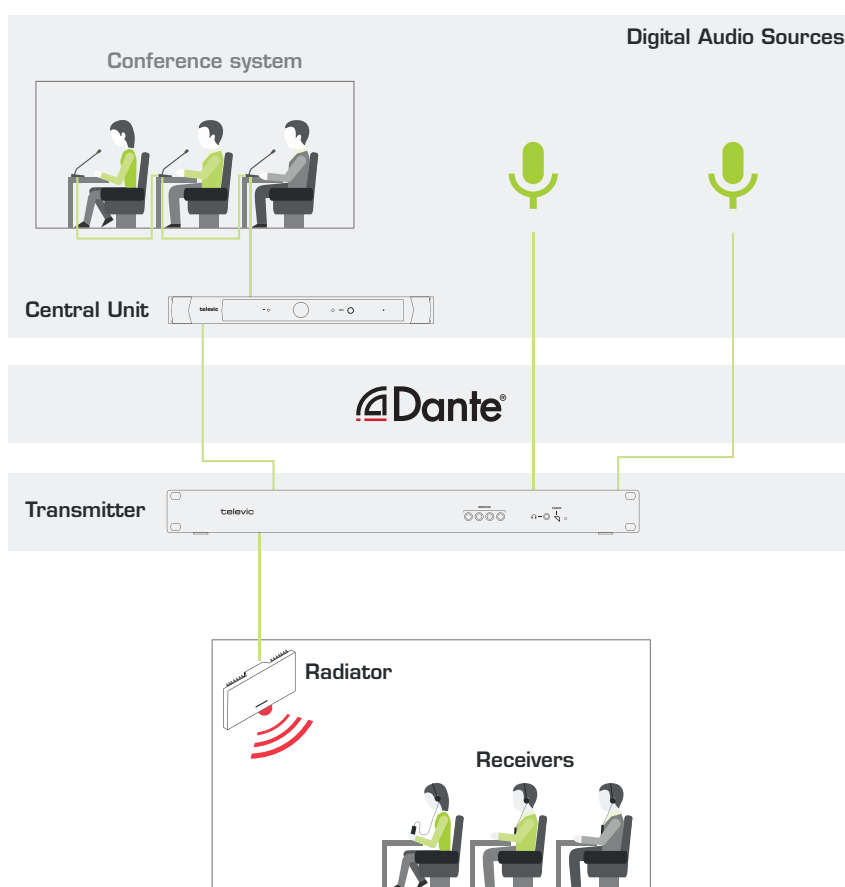 Digital Audio Sources
Conference system
Central Unit
televic
Dante®
Transmitter
televic
Radiator
Receivers